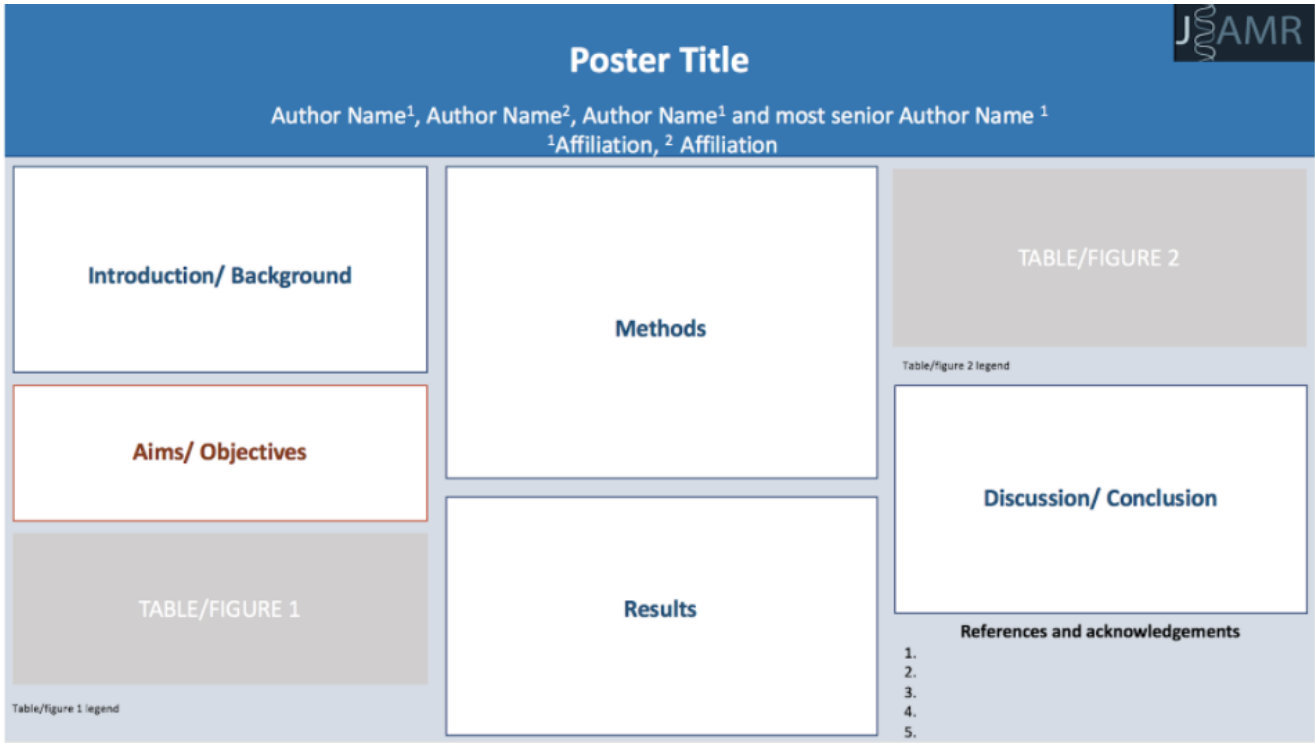 JSAMR
Poster Title
Author Name¹, Author Name², Author Name¹ and most senior Author Name ¹
¹Affiliation, ² Affiliation
Introduction/ Background
Aims/ Objectives
TABLE/FIGURE 1
Table/figure 1 legend
Methods
Results
TABLE/FIGURE 2
Table/figure 2 legend
Discussion/ Conclusion
References and acknowledgements
1.
2.
3.
4.
5.